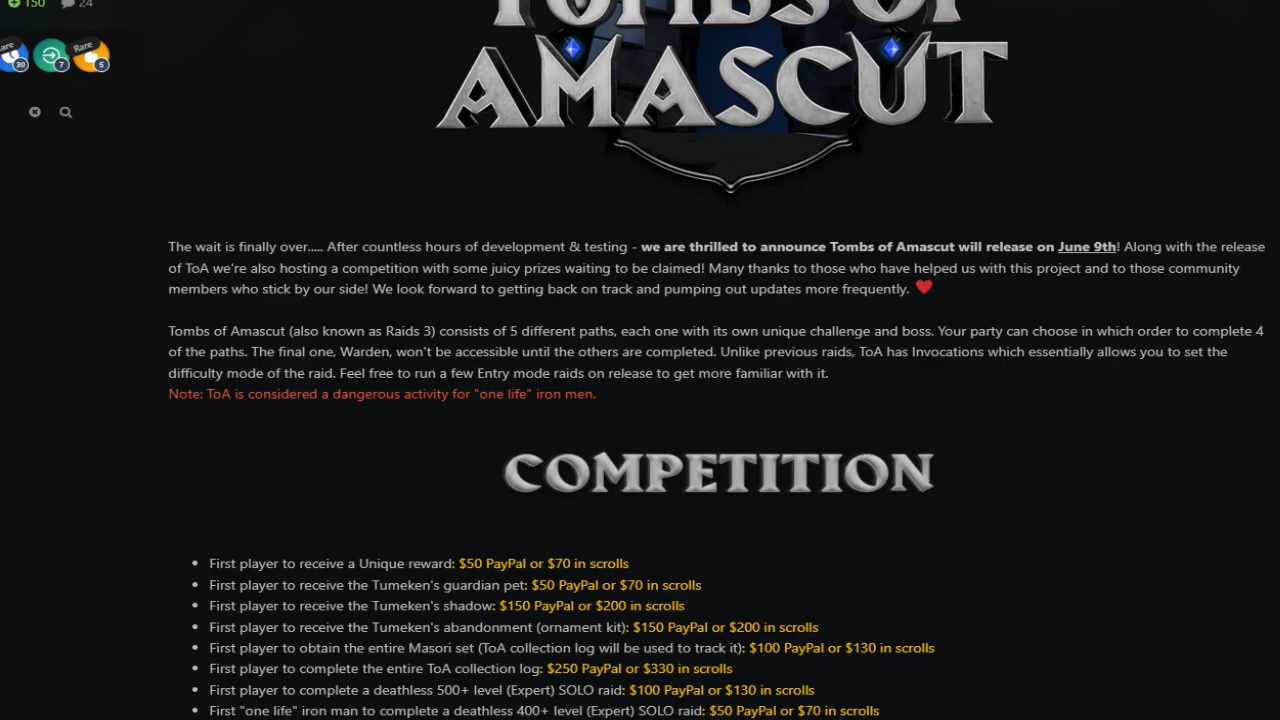 150 24
TOMBS OF
AMASCUT
Rare
30 7 5
The wait is finally over..... After countless hours of development & testing - we are thrilled to announce Tombs of Amascut will release on June 9th! Along with the release
of ToA we're also hosting a competition with some juicy prizes waiting to be claimed! Many thanks to those who have helped us with this project and to those community
members who stick by our side! We look forward to getting back on track and pumping out updates more frequently.
Tombs of Amascut (also known as Raids 3) consists of 5 different paths, each one with its own unique challenge and boss. Your party can choose in which order to complete 4
of the paths. The final one, Warden, won't be accessible until the others are completed. Unlike previous raids, ToA has Invocations which essentially allows you to set the
difficulty mode of the raid. Feel free to run a few Entry mode raids on release to get more familiar with it.
Note: ToA is considered a dangerous activity for "one life" iron men.
COMPETITION
• First player to receive a Unique reward: $50 PayPal or $70 in scrolls
• First player to receive the Tumeken's guardian pet: $50 PayPal or $70 in scrolls
• First player to receive the Tumeken's shadow: $150 PayPal or $200 in scrolls
• First player to receive the Tumeken's abandonment (ornament kit): $150 PayPal or $200 in scrolls
• First player to obtain the entire Masori set (ToA collection log will be used to track it): $100 PayPal or $130 in scrolls
• First player to complete the entire ToA collection log: $250 PayPal or $330 in scrolls
• First player to complete a deathless 500+ level (Expert) SOLO raid: $100 PayPal or $130 in scrolls
• First "one life" iron man to complete a deathless 400+ level (Expert) SOLO raid: $50 PayPal or $70 in scrolls